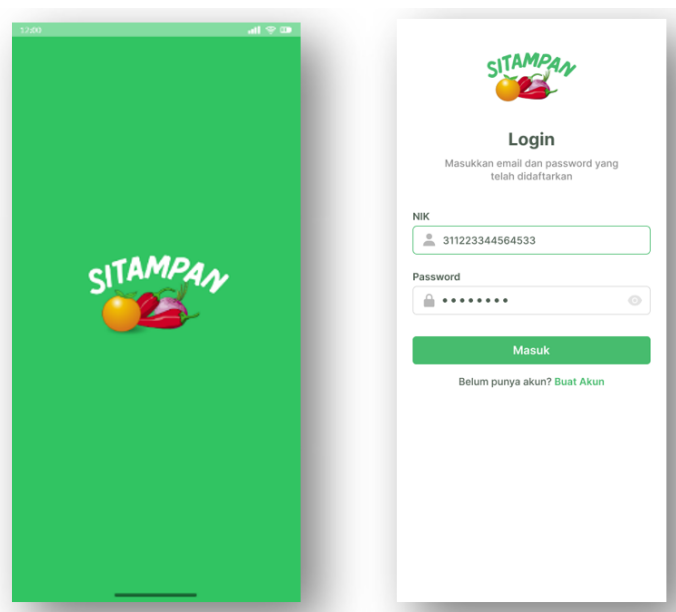 12:00
SITAMPAN
SITAMPAN
Login
Masukkan email dan password yang
telah didaftarkan
NIK
311223344564533
Password
Masuk
Belum punya akun? Buat Akun